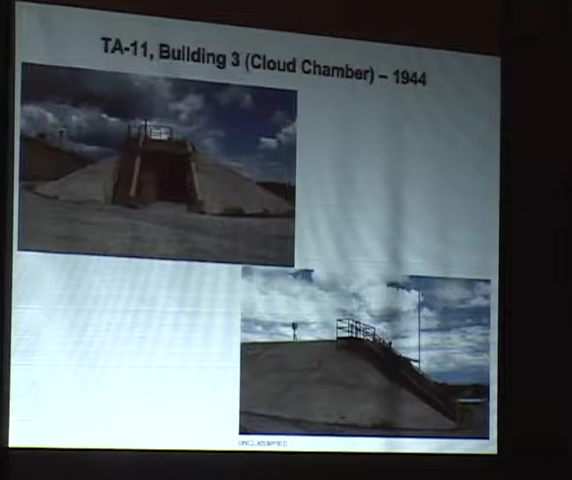 TA-11, Building 3 (Cloud Chamber) – 1944
UNCLASSIFIED